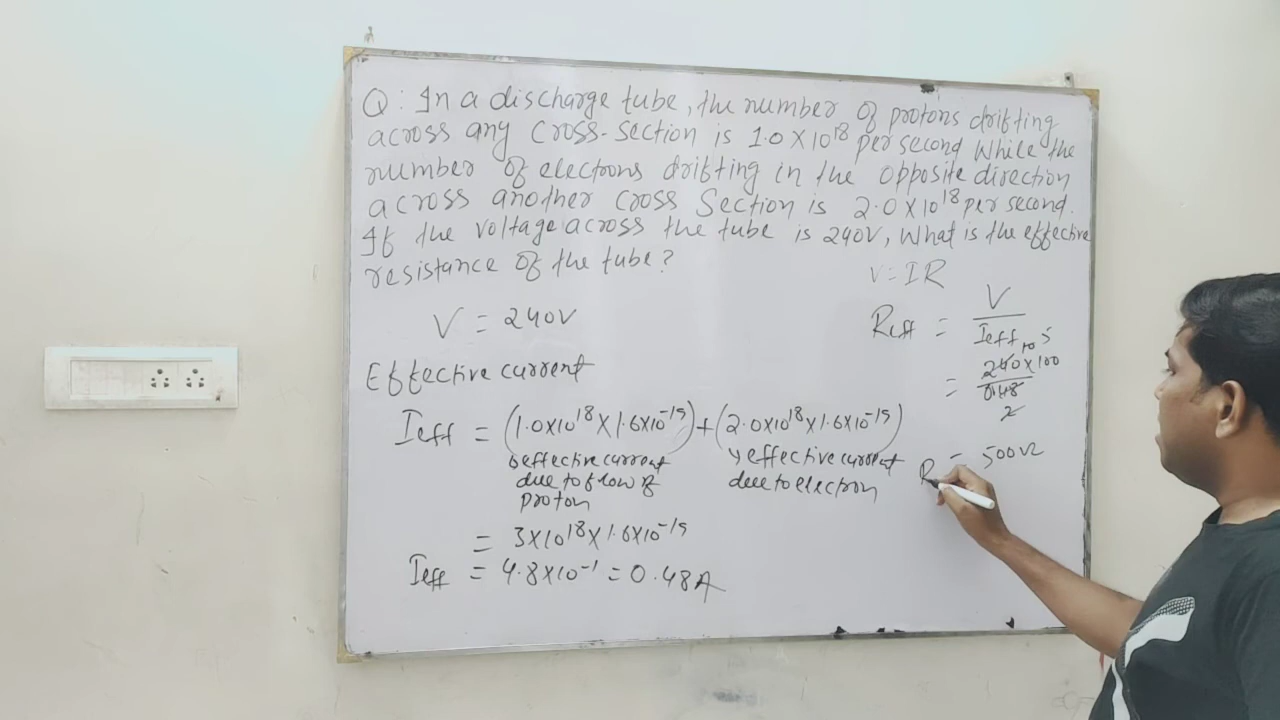 Q: In a discharge tube, the number of protons drifting
across any cross-section is 1.0×10¹⁸ per second While the
number of electrons drifting in the opposite direction
across another cross section is 2.0×10¹⁸ per second.
If the voltage across the tube is 240V, What is the effective
resistance of the tube?
V = 240V
Effective current
Ieff = (1.0×10¹⁸×1.6×10⁻¹⁹)+(2.0×10¹⁸×1.6×10⁻¹⁹)
effective current
due to flow of
proton
effective current
due to electron
= 3×10¹⁸×1.6×10⁻¹⁹
Ieff = 4.8×10⁻¹ = 0.48A
V=IR
Reff = V
Ieff
10 5
= 240×100
0.48
2
R = 500Ω